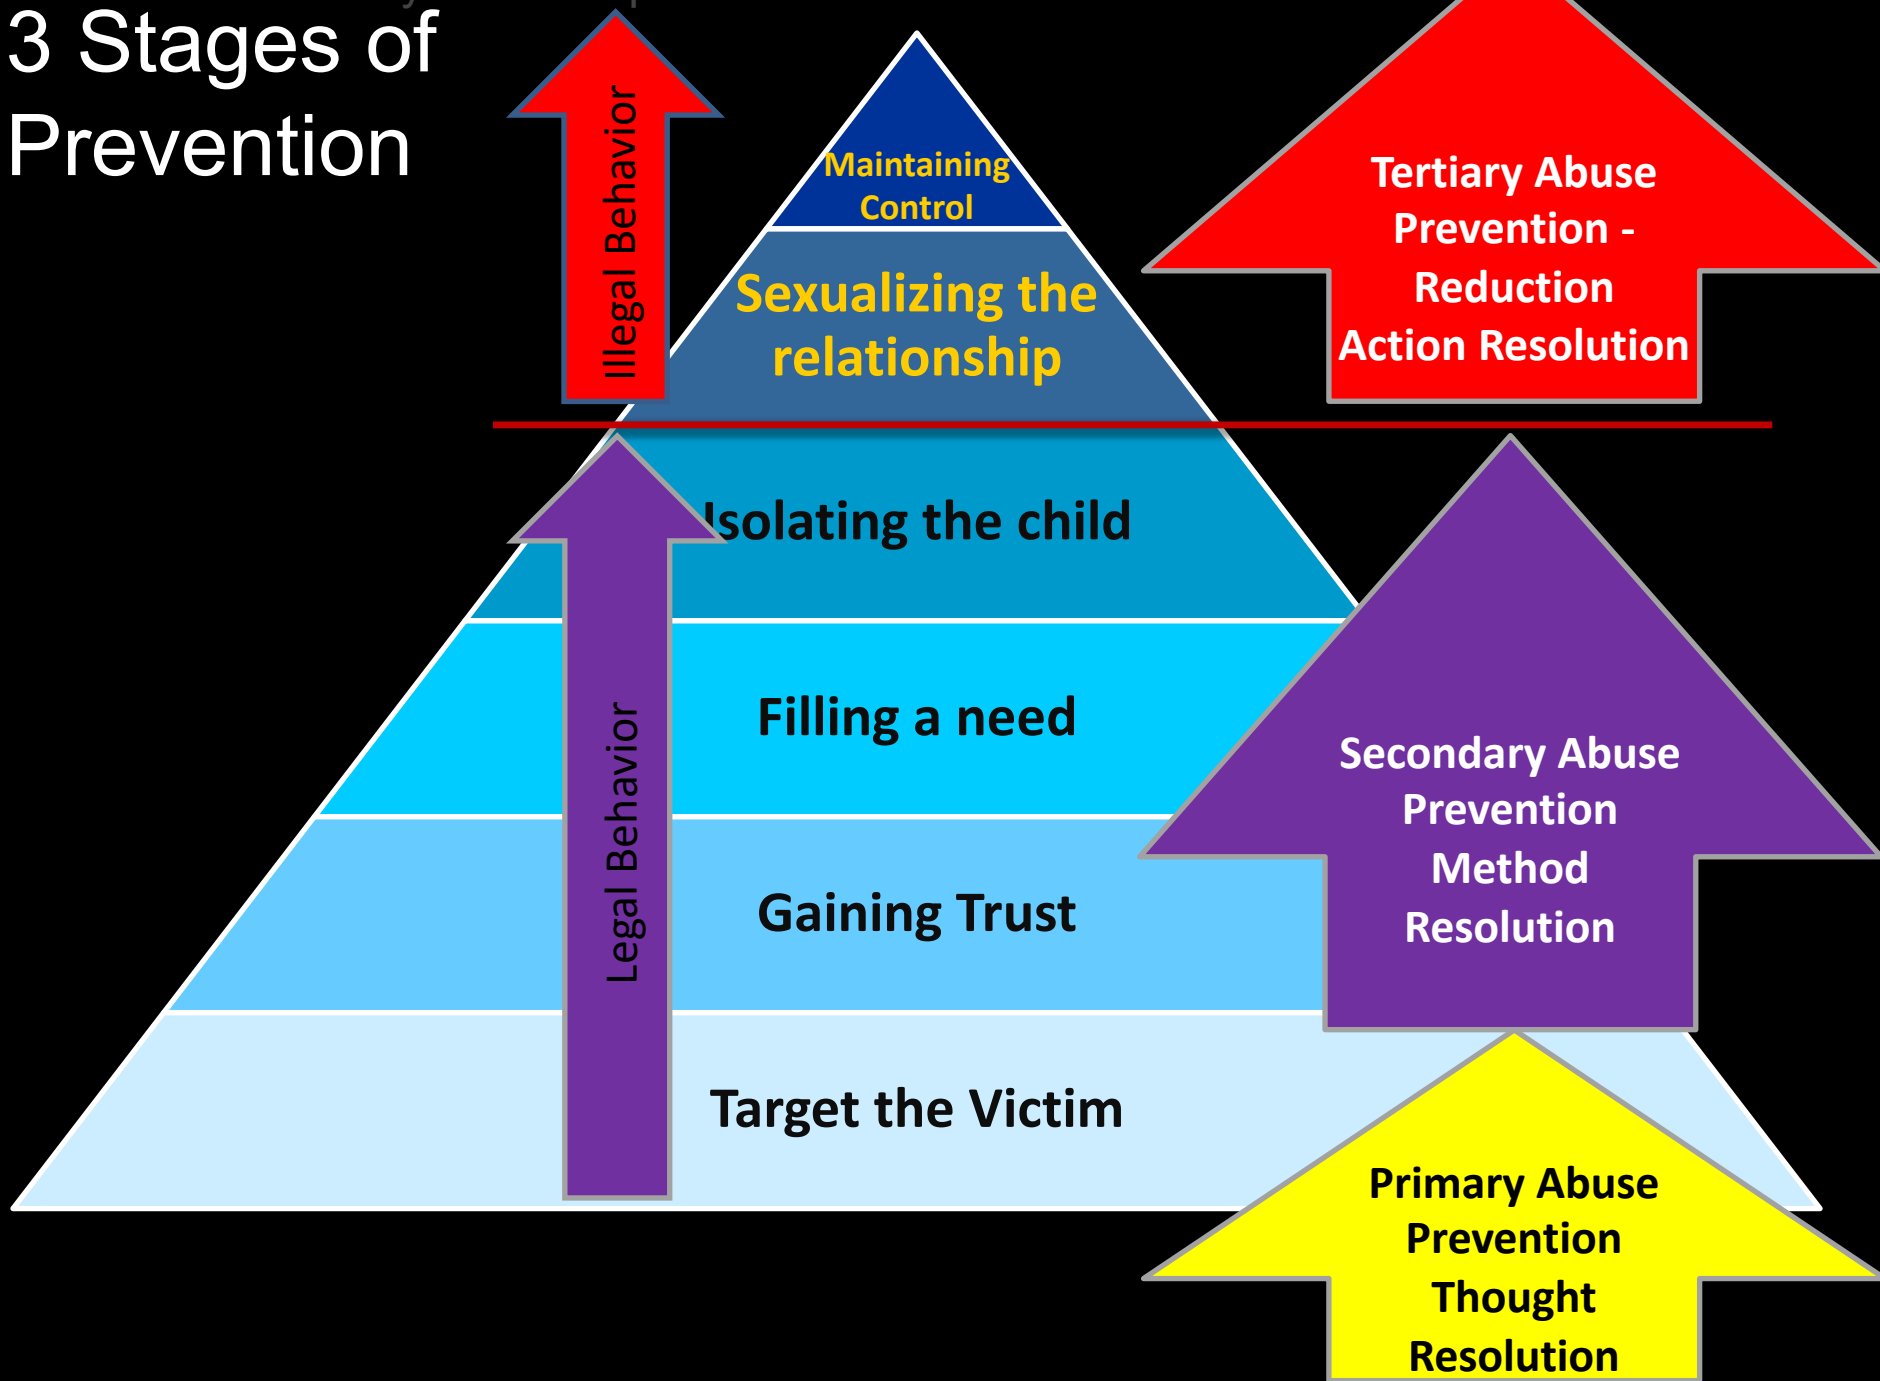 3 Stages of
Prevention
Illegal Behavior
Maintaining
Control
Sexualizing the
relationship
Tertiary Abuse
Prevention -
Reduction
Action Resolution
Isolating the child
Filling a need
Gaining Trust
Target the Victim
Legal Behavior
Secondary Abuse
Prevention
Method
Resolution
Primary Abuse
Prevention
Thought
Resolution